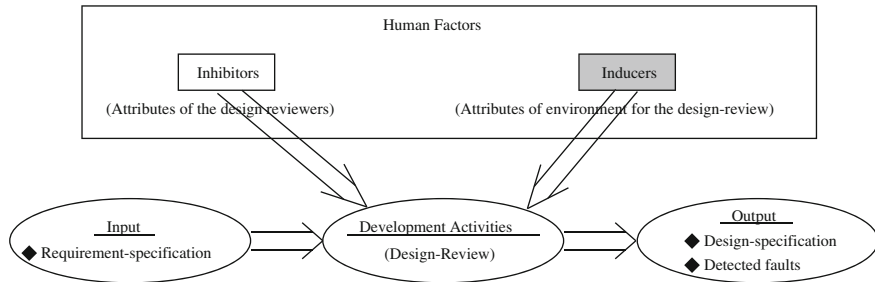 Human Factors
Inhibitors
Inducers
(Attributes of the design reviewers)
(Attributes of environment for the design-review)
Input
◆ Requirement-specification
Development Activities
(Design-Review)
Output
◆ Design-specification
◆ Detected faults